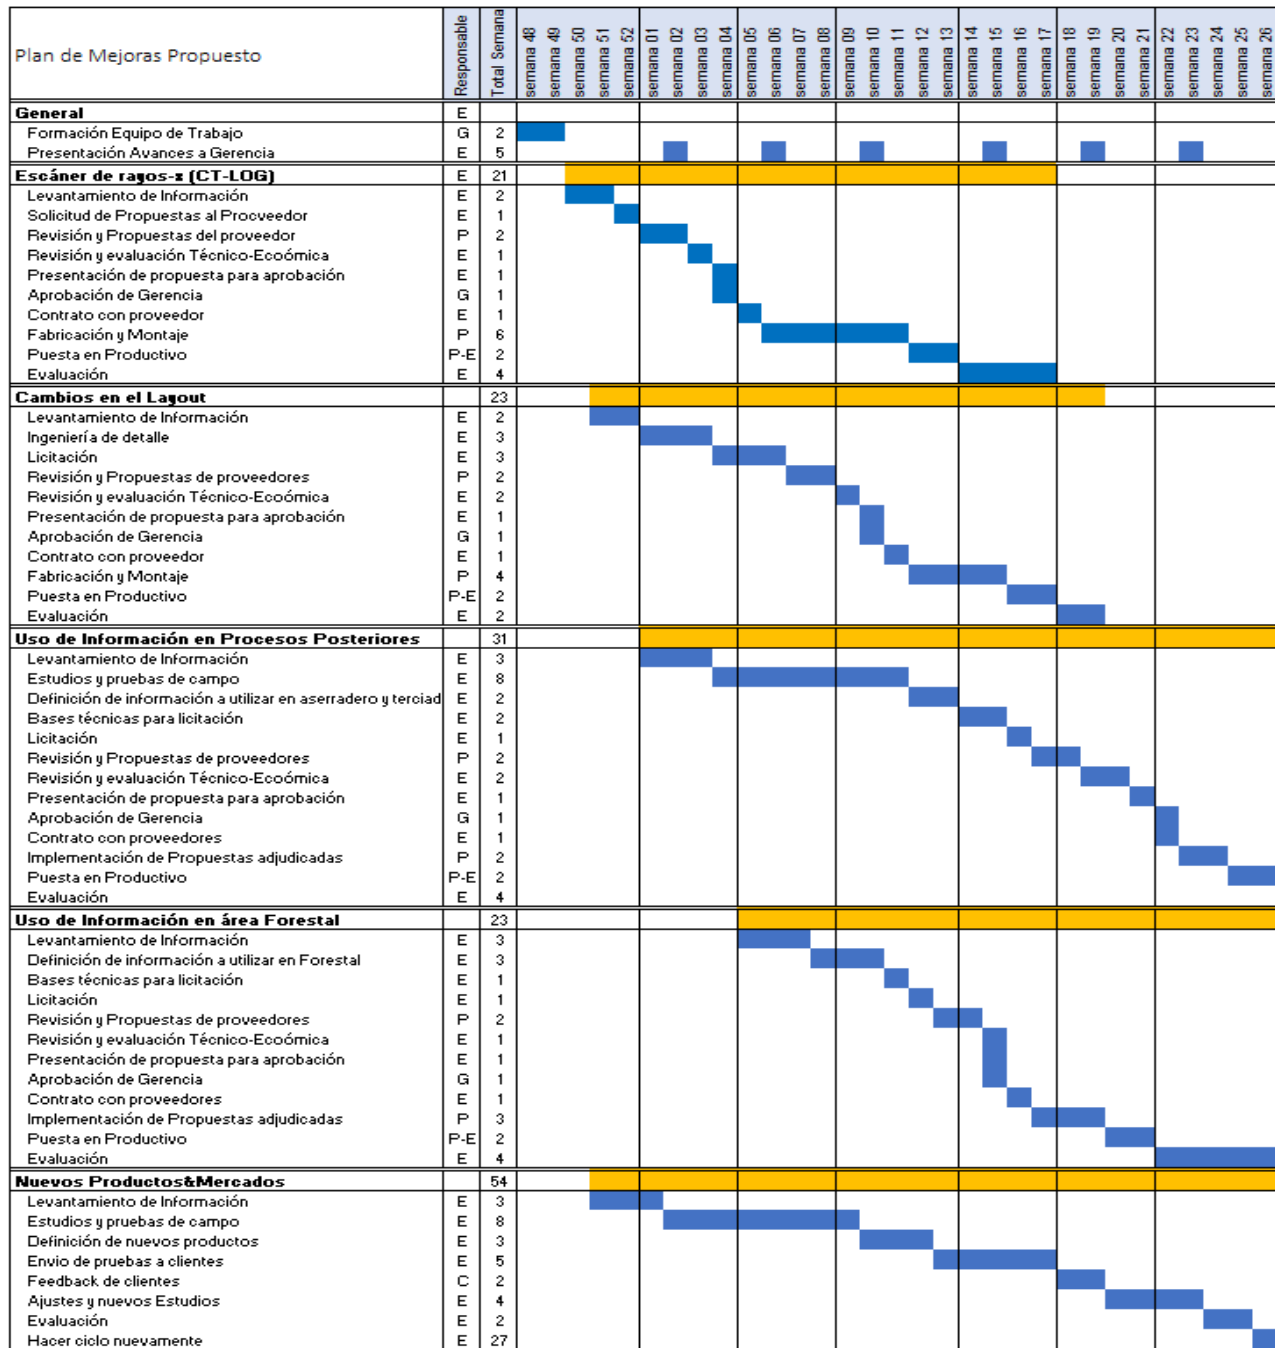 Plan de Mejoras Propuesto Responsable Total Semana semana 48 semana 49 semana 50 semana 51 semana 52 semana 01 semana 02 semana 03 semana 04 semana 05 semana 06 semana 07 semana 08 semana 09 semana 10 semana 11 semana 12 semana 13 semana 14 semana 15 semana 16 semana 17 semana 18 semana 19 semana 20 semana 21 semana 22 semana 23 semana 24 semana 25 semana 26
General E
Formación Equipo de Trabajo G 2
Presentación Avances a Gerencia E 5
Escáner de rayos-x (CT-LOG) E 21
Levantamiento de Información E 2
Solicitud de Propuestas al Procveedor E 1
Revisión y Propuestas del proveedor P 2
Revisión y evaluación Técnico-Ecoómica E 1
Presentación de propuesta para aprobación E 1
Aprobación de Gerencia G 1
Contrato con proveedor E 1
Fabricación y Montaje P 6
Puesta en Productivo P-E 2
Evaluación E 4
Cambios en el Layout 23
Levantamiento de Información E 2
Ingeniería de detalle E 3
Licitación E 3
Revisión y Propuestas de proveedores P 2
Revisión y evaluación Técnico-Ecoómica E 2
Presentación de propuesta para aprobación E 1
Aprobación de Gerencia G 1
Contrato con proveedor E 1
Fabricación y Montaje P 4
Puesta en Productivo P-E 2
Evaluación E 2
Uso de Información en Procesos Posteriores 31
Levantamiento de Información E 3
Estudios y pruebas de campo E 8
Definición de información a utilizar en aserradero y terciad E 2
Bases técnicas para licitación E 2
Licitación E 1
Revisión y Propuestas de proveedores P 2
Revisión y evaluación Técnico-Ecoómica E 2
Presentación de propuesta para aprobación E 1
Aprobación de Gerencia G 1
Contrato con proveedores E 1
Implementación de Propuestas adjudicadas P 2
Puesta en Productivo P-E 2
Evaluación E 4
Uso de Información en área Forestal 23
Levantamiento de Información E 3
Definición de información a utilizar en Forestal E 3
Bases técnicas para licitación E 1
Licitación E 1
Revisión y Propuestas de proveedores P 2
Revisión y evaluación Técnico-Ecoómica E 1
Presentación de propuesta para aprobación E 1
Aprobación de Gerencia G 1
Contrato con proveedores E 1
Implementación de Propuestas adjudicadas P 3
Puesta en Productivo P-E 2
Evaluación E 4
Nuevos Productos&Mercados 54
Levantamiento de Información E 3
Estudios y pruebas de campo E 8
Definición de nuevos productos E 3
Envio de pruebas a clientes E 5
Feedback de clientes C 2
Ajustes y nuevos Estudios E 4
Evaluación E 2
Hacer ciclo nuevamente E 27